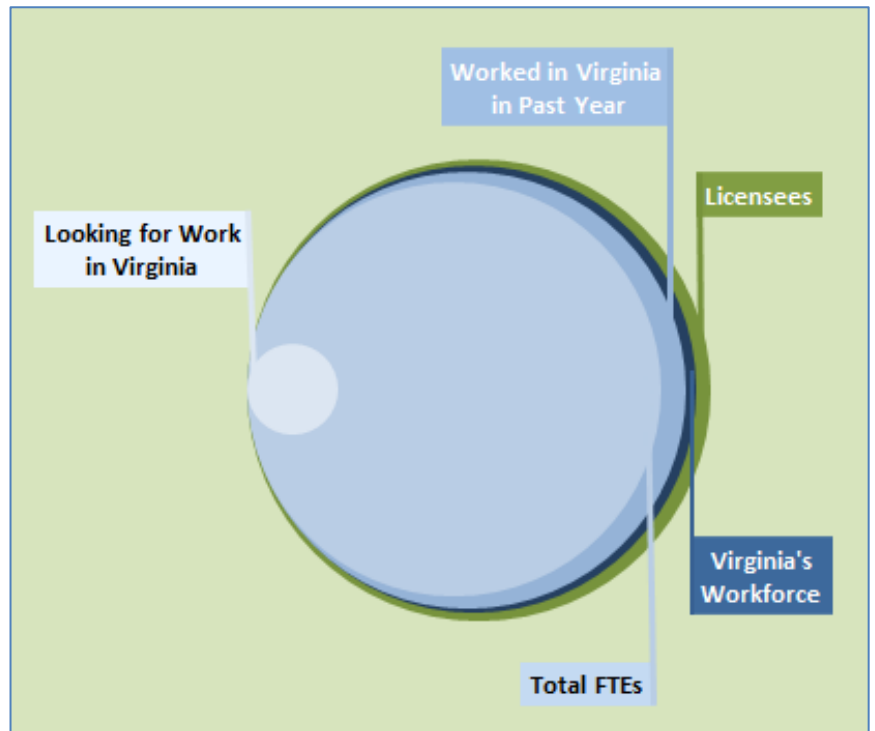 Worked in Virginia
in Past Year
Licensees
Looking for Work
in Virginia
Virginia's
Workforce
Total FTEs